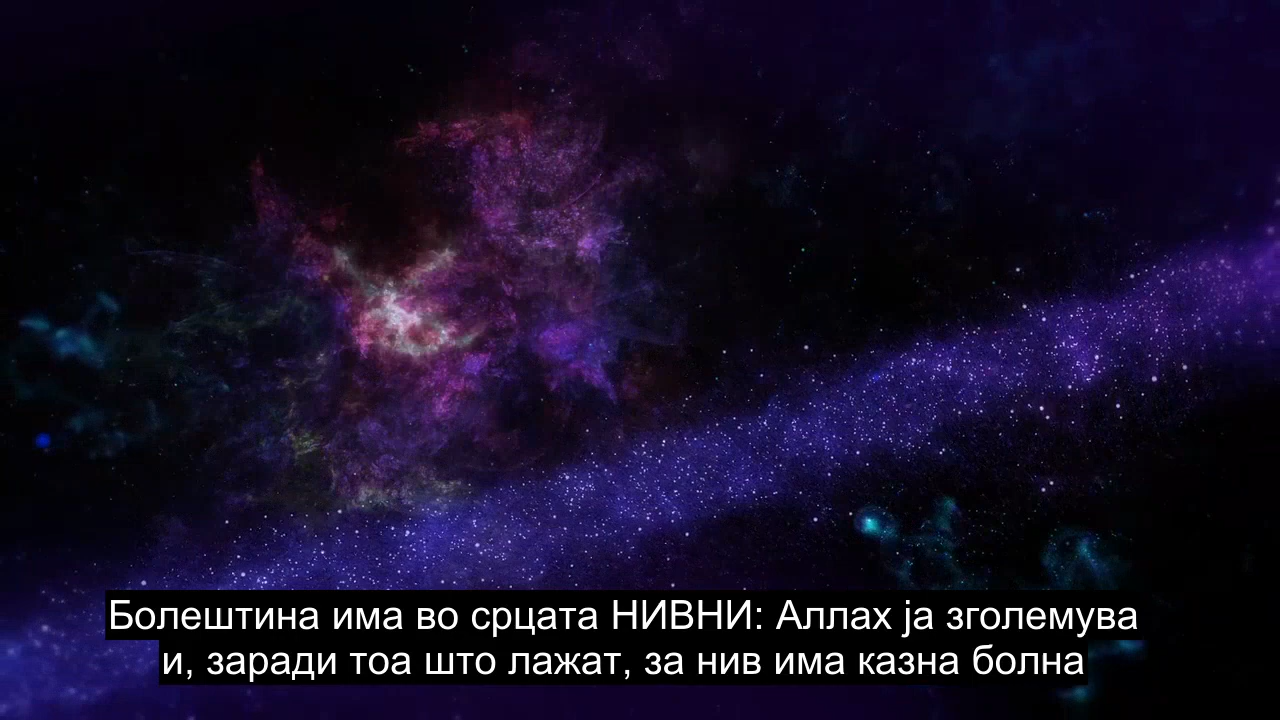 Болештина има во срцата НИВНИ: Аллах ја зголемува
и, заради тоа што лажат, за нив има казна болна